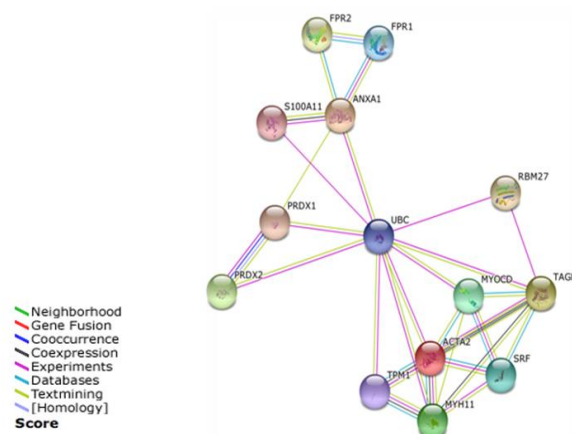 FPR2
FPR1
S100A11
ANXA1
RBM27
PRDX1
UBC
PRDX2
MYOCD
TAGL
ACTA2
SRF
TPM1
MYH11
Neighborhood
Gene Fusion
Cooccurrence
Coexpression
Experiments
Databases
Textmining
[Homology]
Score